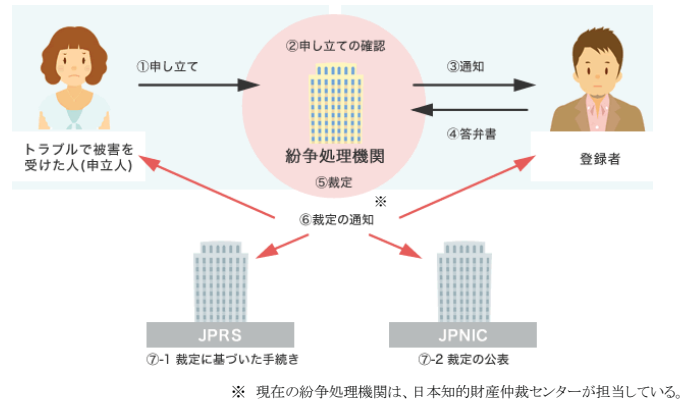 ①申し立て
②申し立ての確認
③通知
④答弁書
紛争処理機関
トラブルで被害を
受けた人(申立人)
登録者
⑤裁定
※
⑥裁定の通知
JPRS
JPNIC
⑦-1 裁定に基づいた手続き
⑦-2 裁定の公表
※ 現在の紛争処理機関は、日本知的財産仲裁センターが担当している。